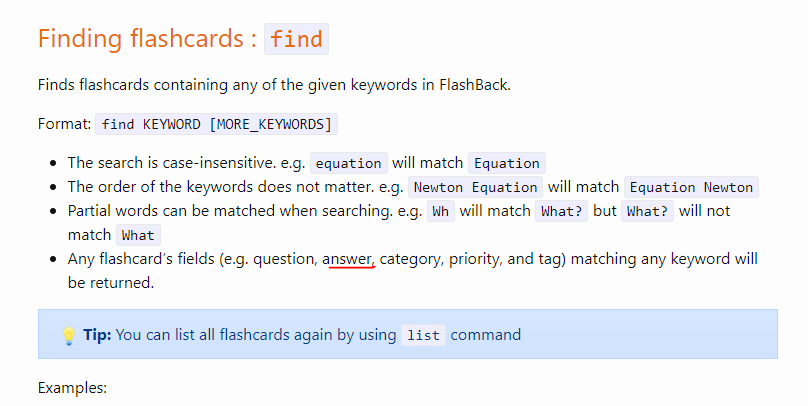 Finding flashcards : find
Finds flashcards containing any of the given keywords in FlashBack.
Format: find KEYWORD [MORE_KEYWORDS]
• The search is case-insensitive. e.g. equation will match Equation
• The order of the keywords does not matter. e.g. Newton Equation will match Equation Newton
• Partial words can be matched when searching. e.g. Wh will match What? but What? will not
match What
• Any flashcard's fields (e.g. question, answer, category, priority, and tag) matching any keyword will
be returned.
💡 Tip: You can list all flashcards again by using list command
Examples: